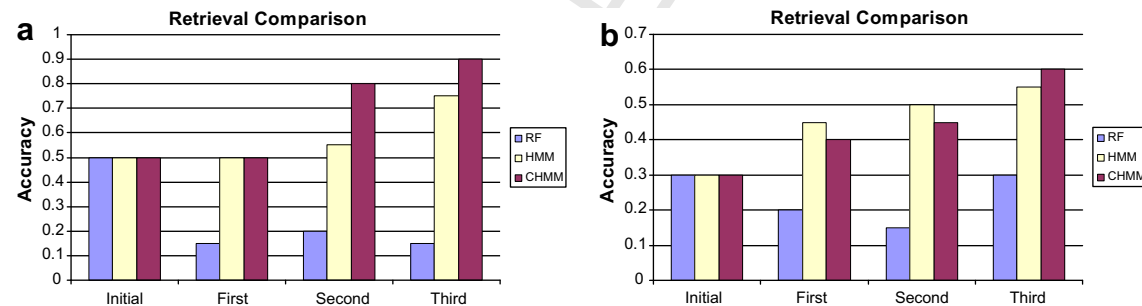 a
Retrieval Comparison
Accuracy
1
0.9
0.8
0.7
0.6
0.5
0.4
0.3
0.2
0.1
0
Initial First Second Third
RF
HMM
CHMM
b
Retrieval Comparison
Accuracy
0.7
0.6
0.5
0.4
0.3
0.2
0.1
0
Initial First Second Third
RF
HMM
CHMM